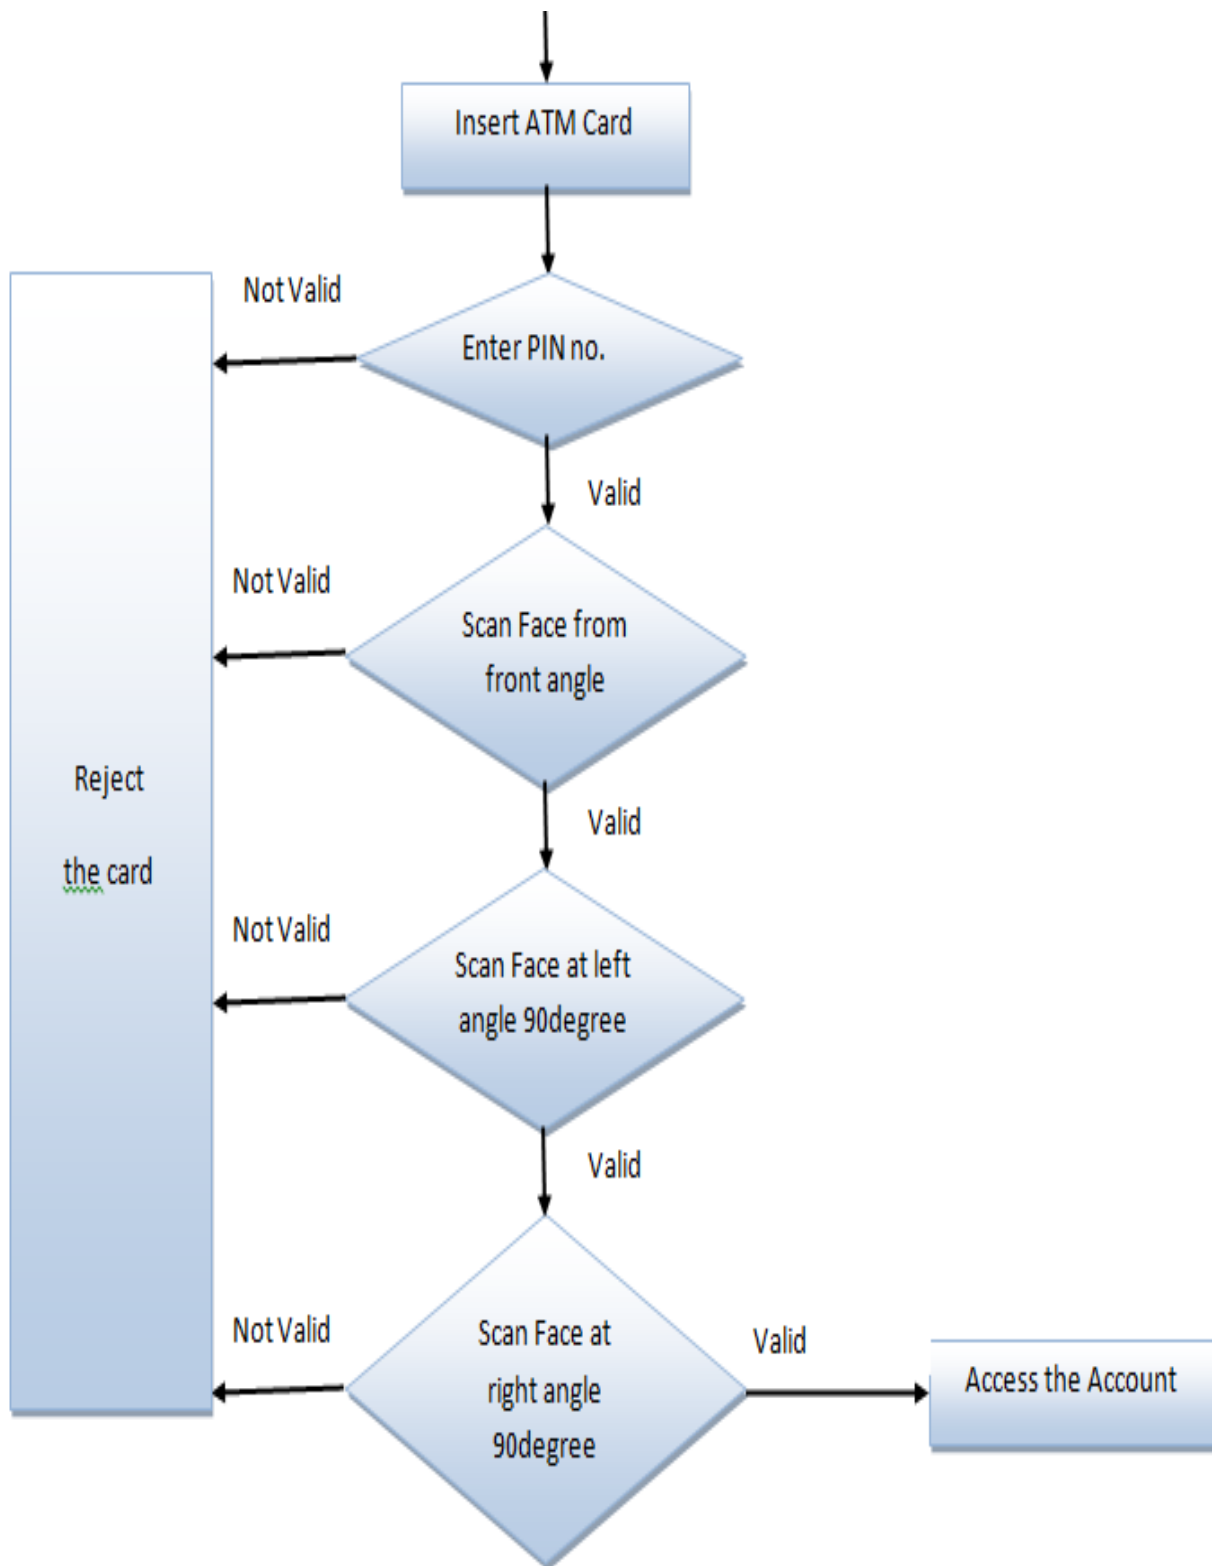 Insert ATM Card
Not Valid
Enter PIN no.
Valid
Not Valid
Scan Face from
front angle
Valid
Reject
the card
Not Valid
Scan Face at left
angle 90degree
Valid
Not Valid
Scan Face at
right angle
90degree
Valid
Access the Account